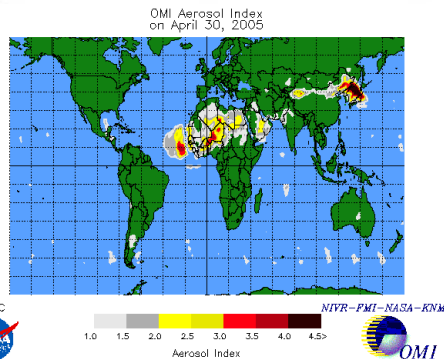 OMI Aerosol Index
on April 30, 2005
C
NIVR-FMI-NASA-KNM
1.0 1.5 2.0 2.5 3.0 3.5 4.0 4.5>
Aerosol Index
OMI